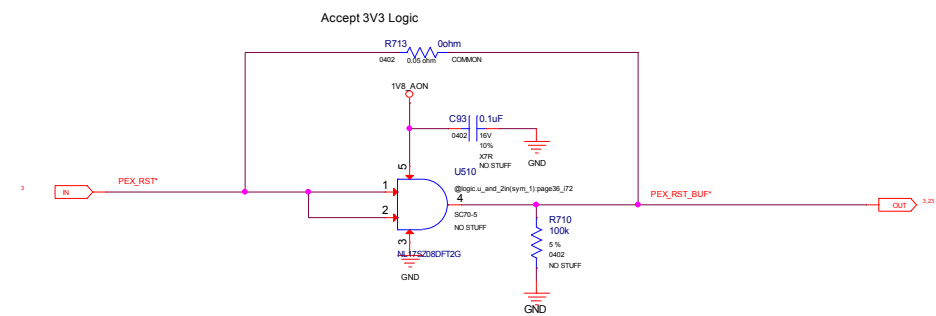 Accept 3V3 Logic
R713
0ohm
0402
0.05 ohm
COMMON
1V8_AON
C93
0.1uF
0402
16V
10%
X7R
NO STUFF
GND
5
U510
@logic.u_and_2in(sym_1):page36_i72
3
IN
PEX_RST*
1
2
4
SC70-5
NO STUFF
3
NL17SZ08DFT2G
GND
PEX_RST_BUF*
OUT
3,23
R710
100k
5 %
0402
NO STUFF
GND